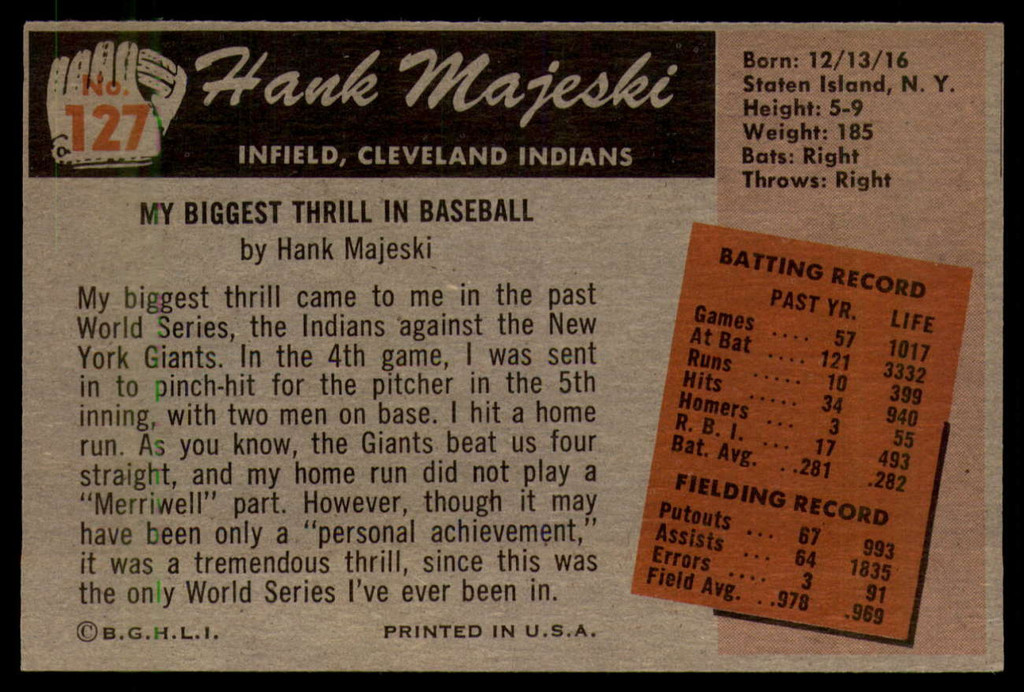 No.
127
Hank Majeski
INFIELD, CLEVELAND INDIANS
Born: 12/13/16
Staten Island, N. Y.
Height: 5-9
Weight: 185
Bats: Right
Throws: Right
MY BIGGEST THRILL IN BASEBALL
by Hank Majeski
My biggest thrill came to me in the past
World Series, the Indians against the New
York Giants. In the 4th game, I was sent
in to pinch-hit for the pitcher in the 5th
inning, with two men on base. I hit a home
run. As you know, the Giants beat us four
straight, and my home run did not play a
"Merriwell" part. However, though it may
have been only a "personal achievement,"
it was a tremendous thrill, since this was
the only World Series I've ever been in.
©B.G.H.L.I. PRINTED IN U.S.A.
BATTING RECORD
PAST YR. LIFE
Games .... 57 1017
At Bat .... 121 3332
Runs ..... 10 399
Hits ..... 34 940
Homers ... 3 55
R. B. I. ... 17 493
Bat. Avg. ..281 .282
FIELDING RECORD
Putouts ... 67 993
Assists ... 64 1835
Errors .... 3 91
Field Avg. ..978 .969